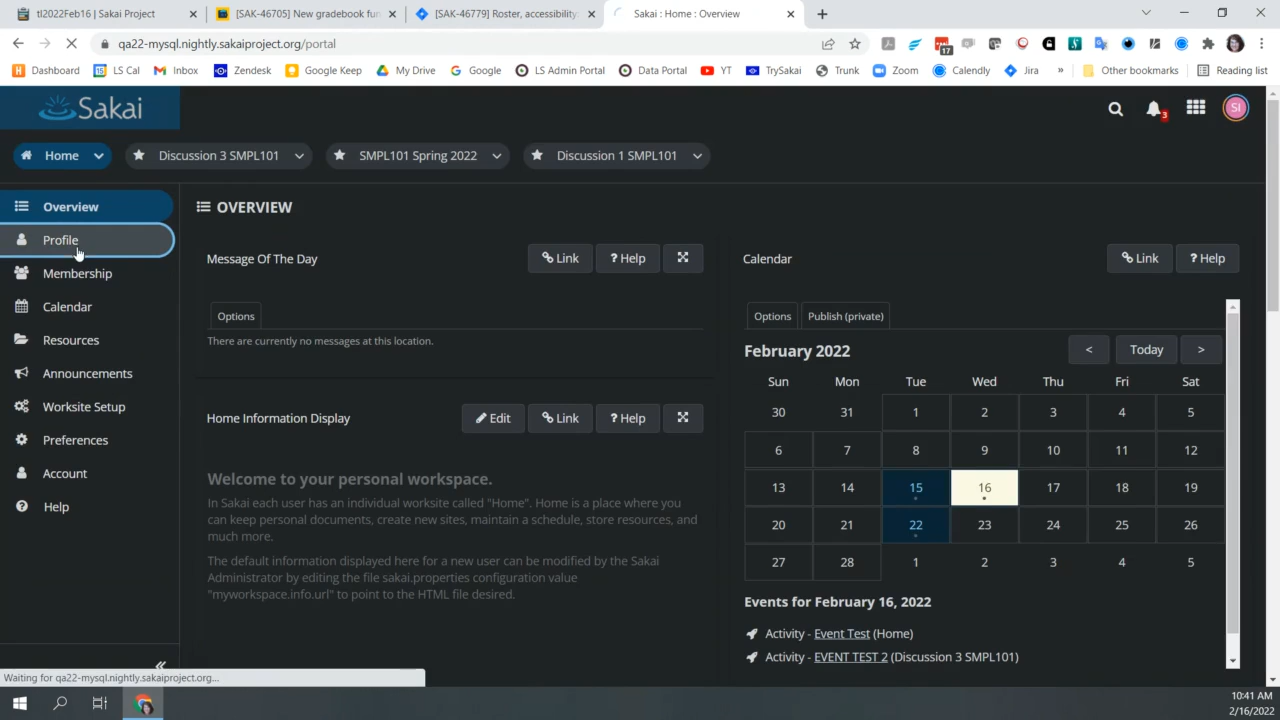 tl2022Feb16 | Sakai Project
[SAK-46705] New gradebook fun
[SAK-46779] Roster, accessibility:
Sakai : Home : Overview
qa22-mysql.nightly.sakaiproject.org/portal
17
Dashboard
LS Cal
Inbox
Zendesk
Google Keep
My Drive
Google
LS Admin Portal
Data Portal
YT
TrySakai
Trunk
Zoom
Calendly
Jira
»
Other bookmarks
Reading list
Sakai
3
SI
Home
Discussion 3 SMPL101
SMPL101 Spring 2022
Discussion 1 SMPL101
Overview
Profile
Membership
Calendar
Resources
Announcements
Worksite Setup
Preferences
Account
Help
OVERVIEW
Message Of The Day
Link
? Help
Options
There are currently no messages at this location.
Home Information Display
Edit
Link
? Help
Welcome to your personal workspace.
In Sakai each user has an individual worksite called "Home". Home is a place where you
can keep personal documents, create new sites, maintain a schedule, store resources, and
much more.
The default information displayed here for a new user can be modified by the Sakai
Administrator by editing the file sakai.properties configuration value
"myworkspace.info.url" to point to the HTML file desired.
Calendar
Link
? Help
Options
Publish (private)
February 2022
<
Today
>
Sun Mon Tue Wed Thu Fri Sat
30 31 1 2 3 4 5
6 7 8 9 10 11 12
13 14 15 16 17 18 19
20 21 22 23 24 25 26
27 28 1 2 3 4 5
Events for February 16, 2022
Activity - Event Test (Home)
Activity - EVENT TEST 2 (Discussion 3 SMPL101)
Waiting for qa22-mysql.nightly.sakaiproject.org...
10:41 AM
2/16/2022